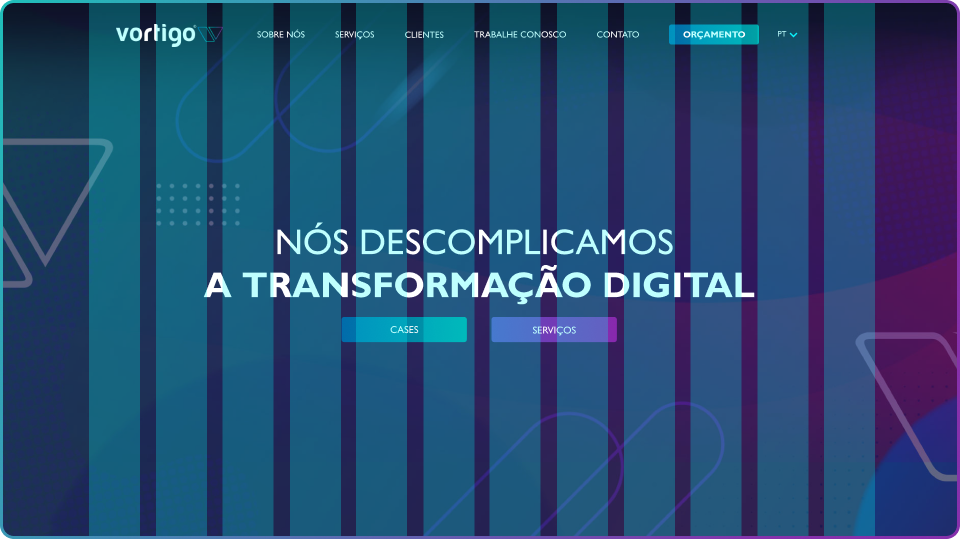 vortigo
SOBRE NÓS
SERVIÇOS
CLIENTES
TRABALHE CONOSCO
CONTATO
ORÇAMENTO
PT
NÓS DESCOMPLICAMOS
A TRANSFORMAÇÃO DIGITAL
CASES
SERVIÇOS